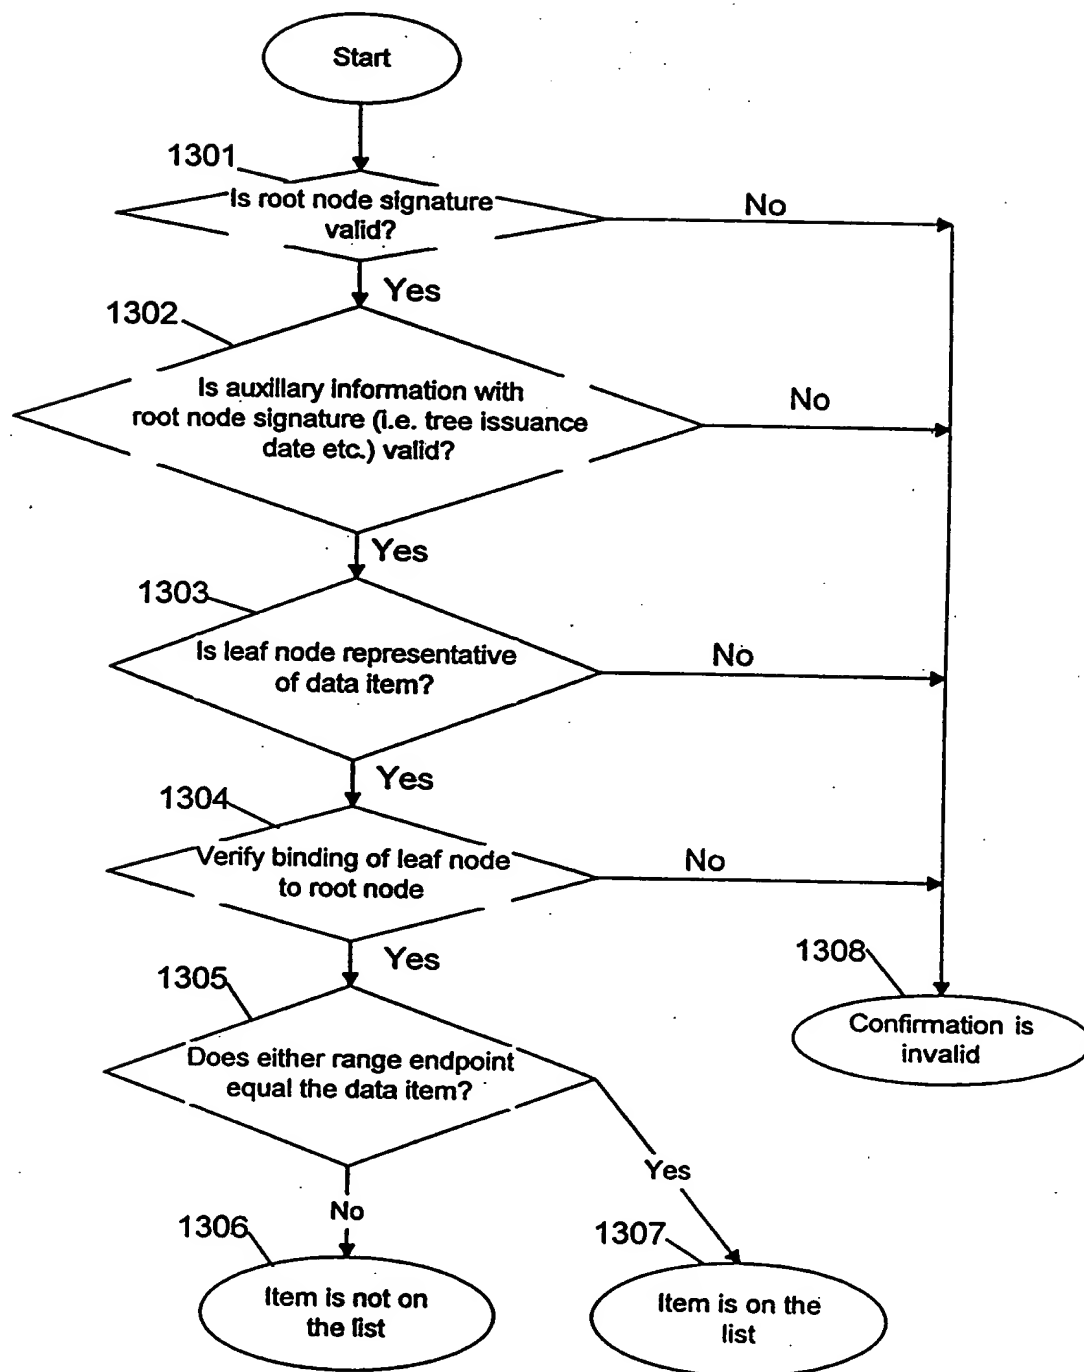 Start
1301
Is root node signature
valid?
No
Yes
1302
Is auxillary information with
root node signature (i.e. tree issuance
date etc.) valid?
No
Yes
1303
Is leaf node representative
of data item?
No
Yes
1304
Verify binding of leaf node
to root node
No
Yes
1305
Does either range endpoint
equal the data item?
1308
Confirmation is
invalid
Yes
No
1306
Item is not on
the list
1307
Item is on the
list